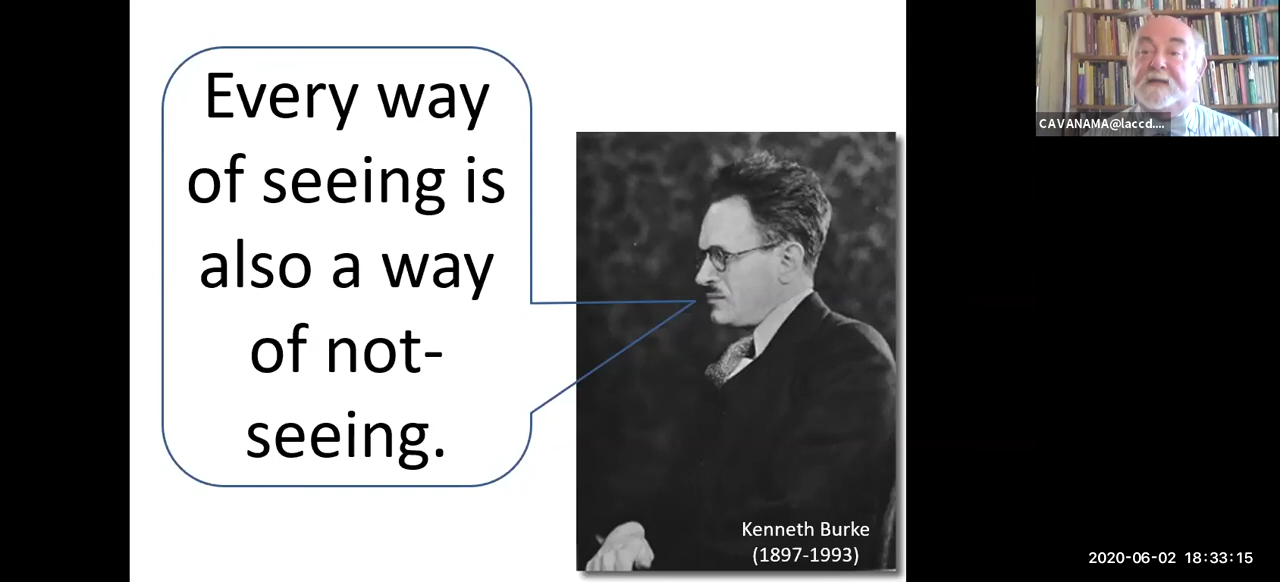 Every way
of seeing is
also a way
of not-
seeing.
Kenneth Burke
(1897-1993)
CAVANAMA@laccd....
2020-06-02 18:33:15